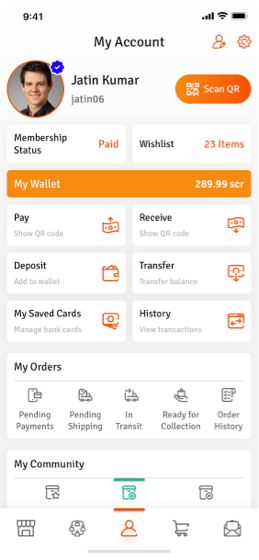 9:41
My Account
Jatin Kumar
jatin06
Scan QR
Membership
Status
Paid
Wishlist
23 Items
My Wallet
289.99 scr
Pay
Show QR code
Receive
Show QR code
Deposit
Add to wallet
Transfer
Transfer balance
My Saved Cards
Manage bank cards
History
View transactions
My Orders
Pending
Payments
Pending
Shipping
In
Transit
Ready for
Collection
Order
History
My Community